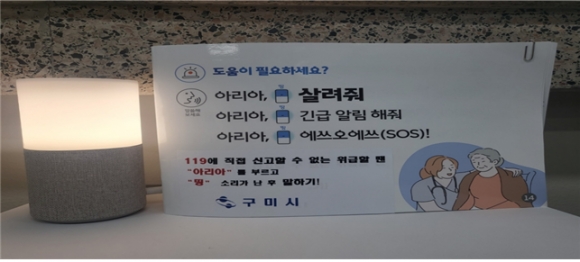 도움이 필요하세요?
아리아, 살려줘
아리아, 긴급 알림 해줘
아리아, 에쓰오에쓰(SOS)!
119에 직접 신고할 수 없는 위급할 땐
"아리아" 를 부르고
"띵" 소리가 난 후 말하기!
구미시